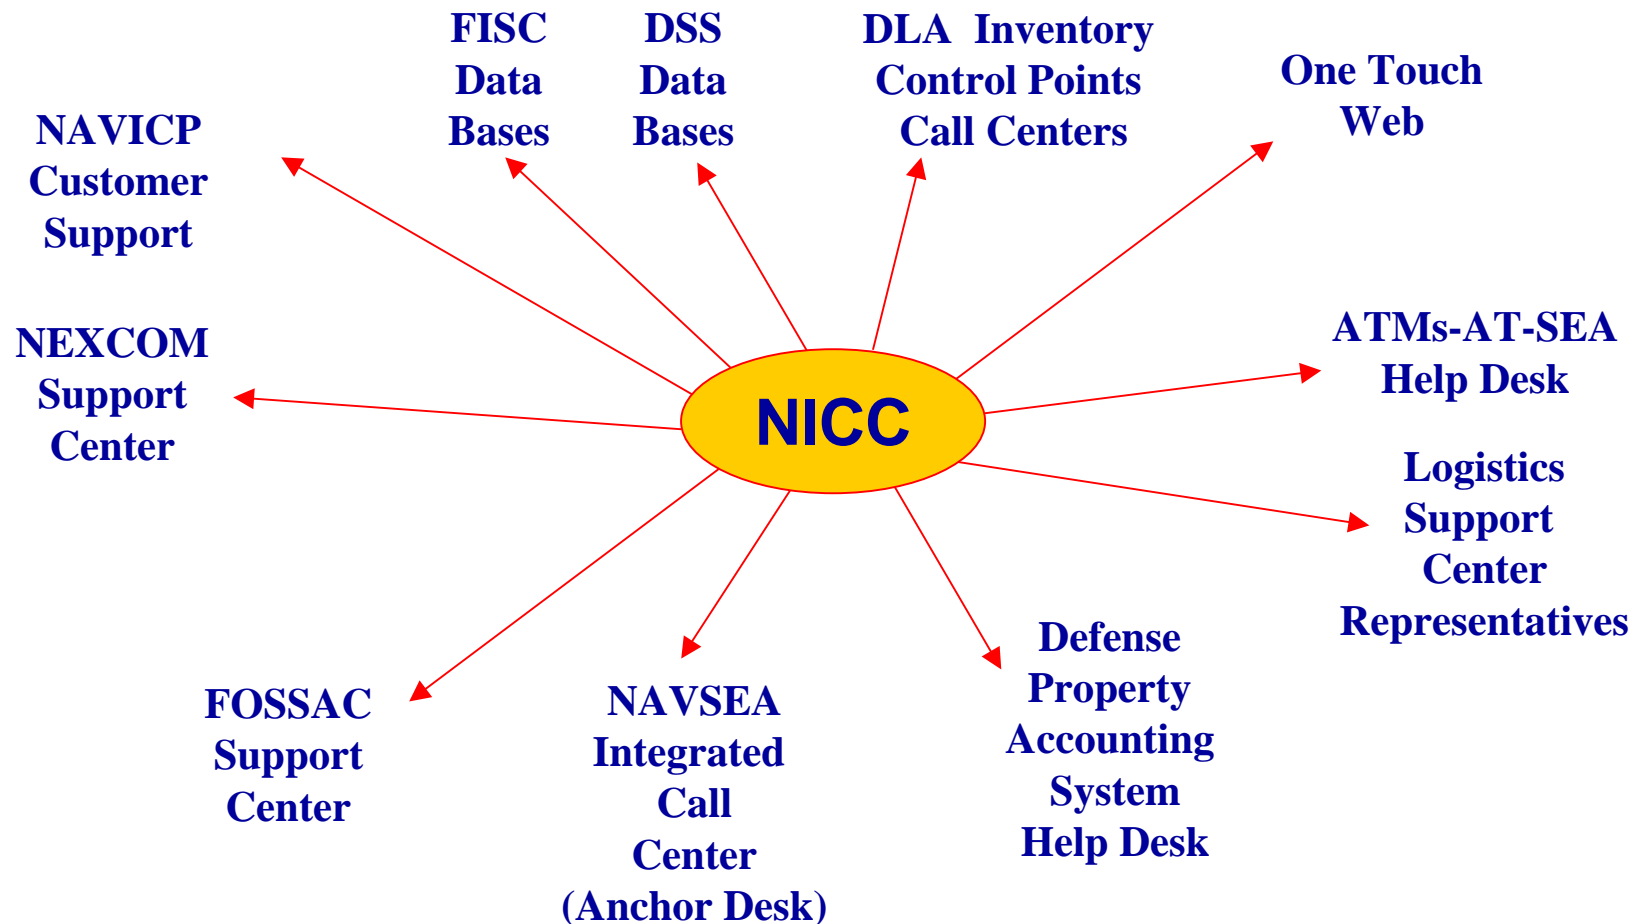 FISC
Data
Bases
DSS
Data
Bases
DLA  Inventory
Control Points
Call Centers
One Touch
Web
NAVICP
Customer
Support
NEXCOM
Support
Center
NICC
ATMs-AT-SEA
Help Desk
Logistics
Support
Center
Representatives
FOSSAC
Support
Center
NAVSEA
Integrated
Call
Center
(Anchor Desk)
Defense
Property
Accounting
System
Help Desk